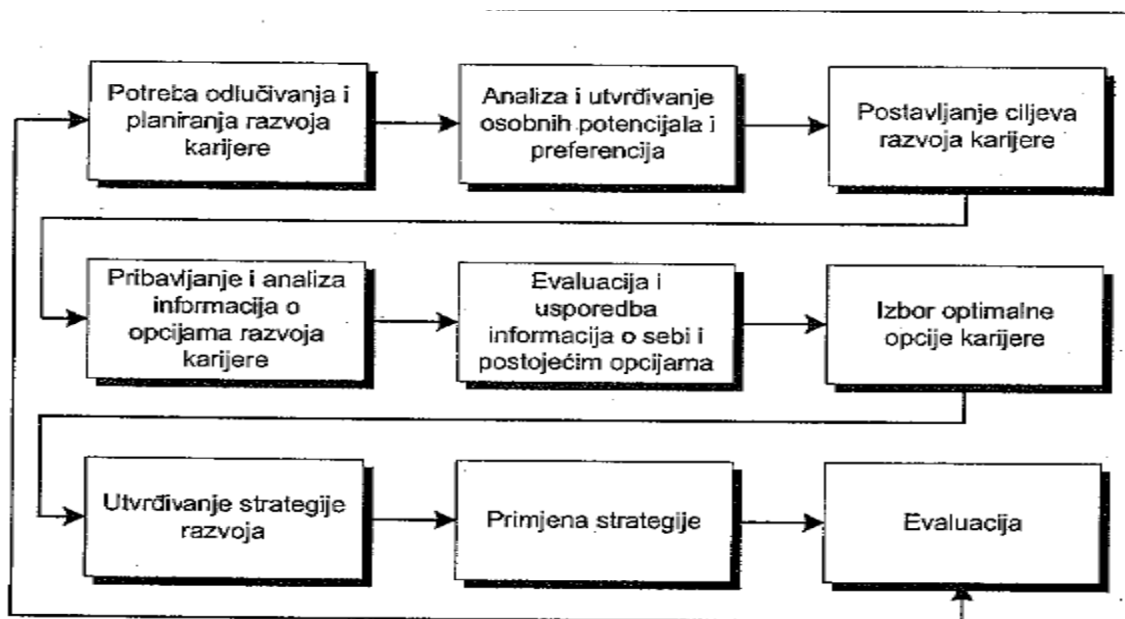 Potreba odlučivanja i
planiranja razvoja
karijere
Analiza i utvrđivanje
osobnih potencijala i
preferencija
Postavljanje ciljeva
razvoja karijere
Pribavljanje i analiza
informacija o
opcijama razvoja
karijere
Evaluacija i
usporedba
informacija o sebi i
postojećim opcijama
Izbor optimalne
opcije karijere
Utvrđivanje strategije
razvoja
Primjena strategije
Evaluacija